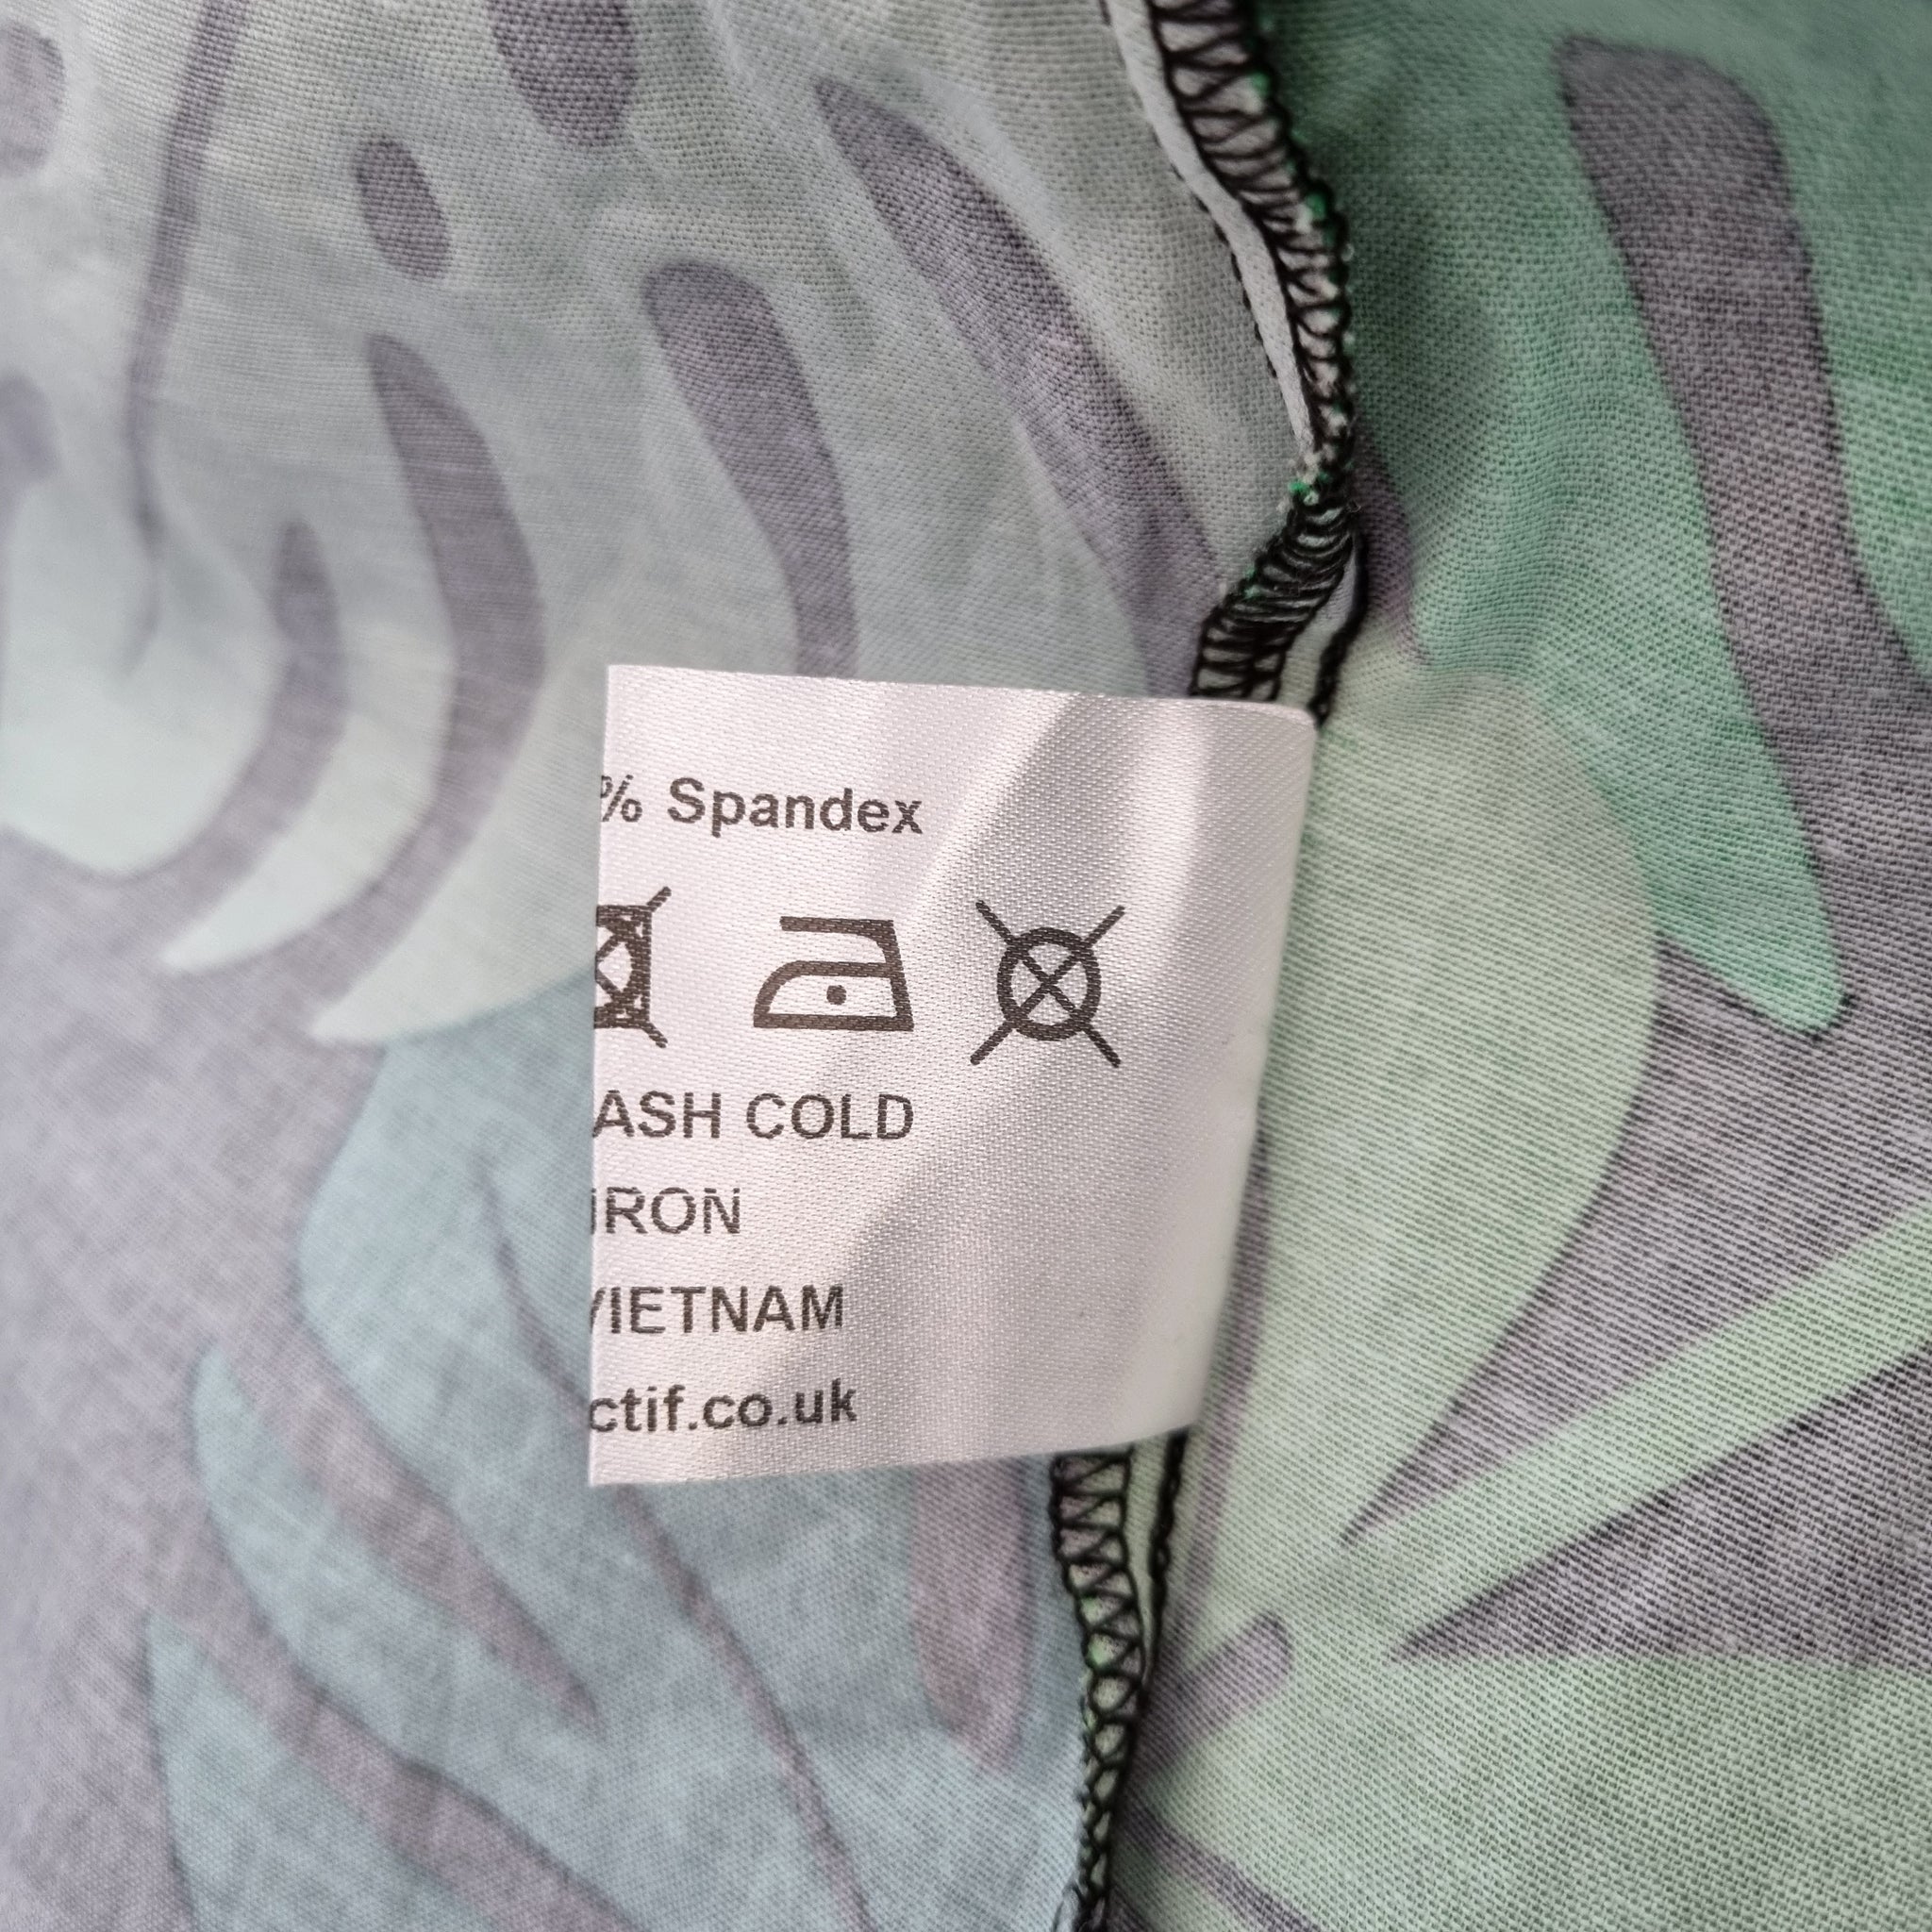 % Spandex
ASH COLD
IRON
VIETNAM
ctif.co.uk